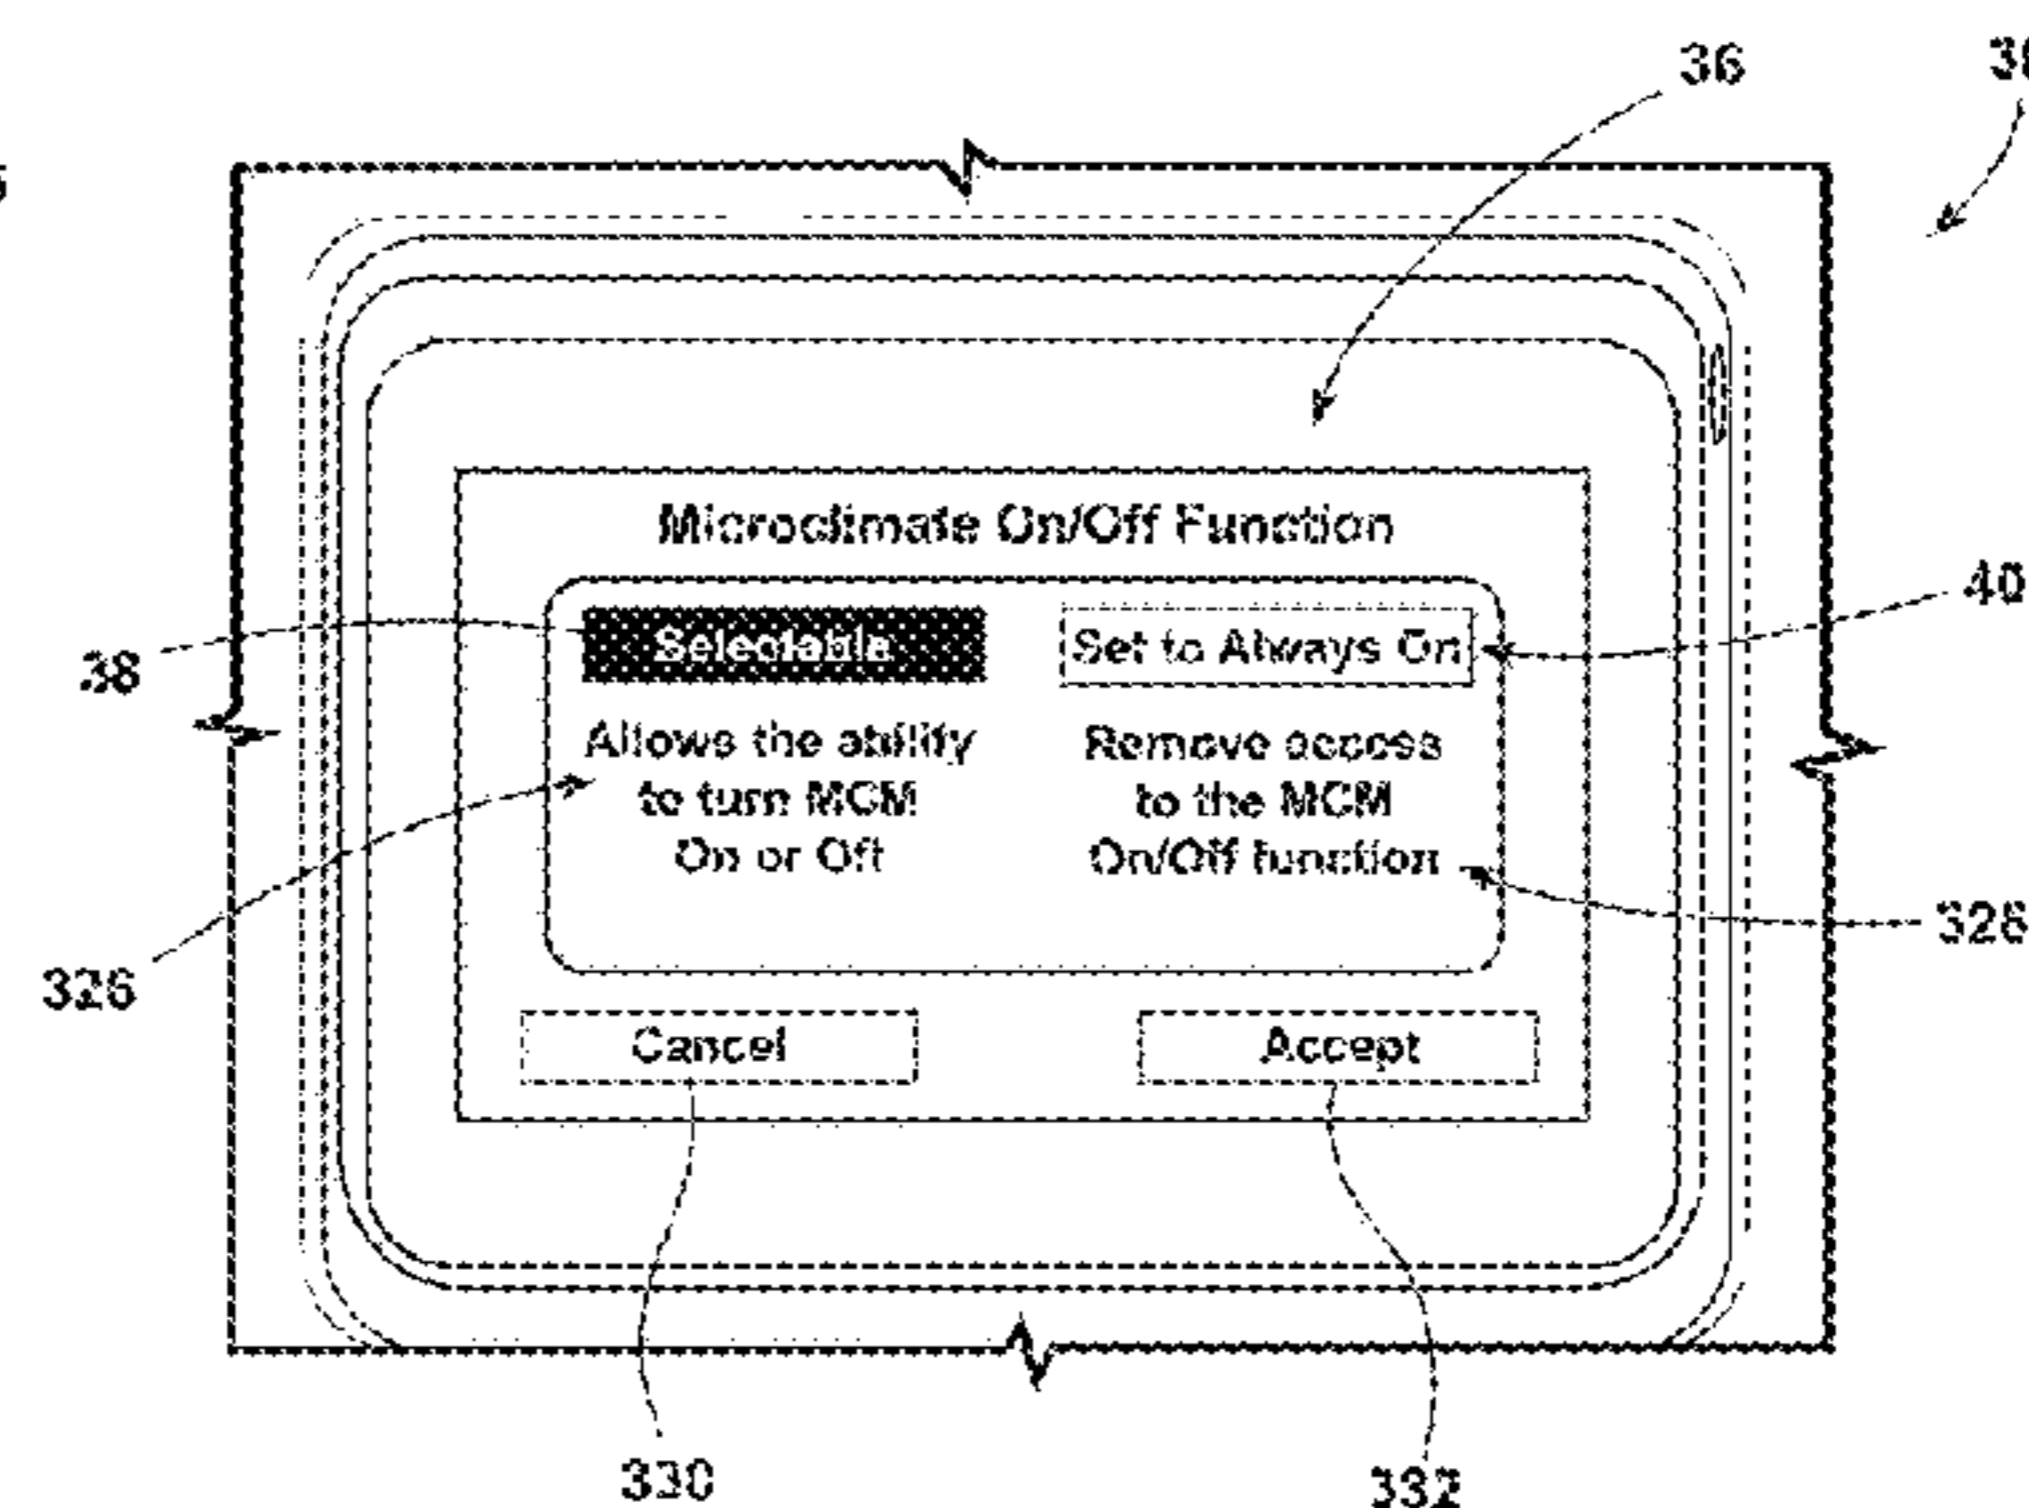 36
Microclimate On/Off Function
Selectable
Set to Always On
40
38
Allows the ability
to turn MCM
On or Off
Remove access
to the MCM
On/Off function
326
326
Cancel
Accept
330
332